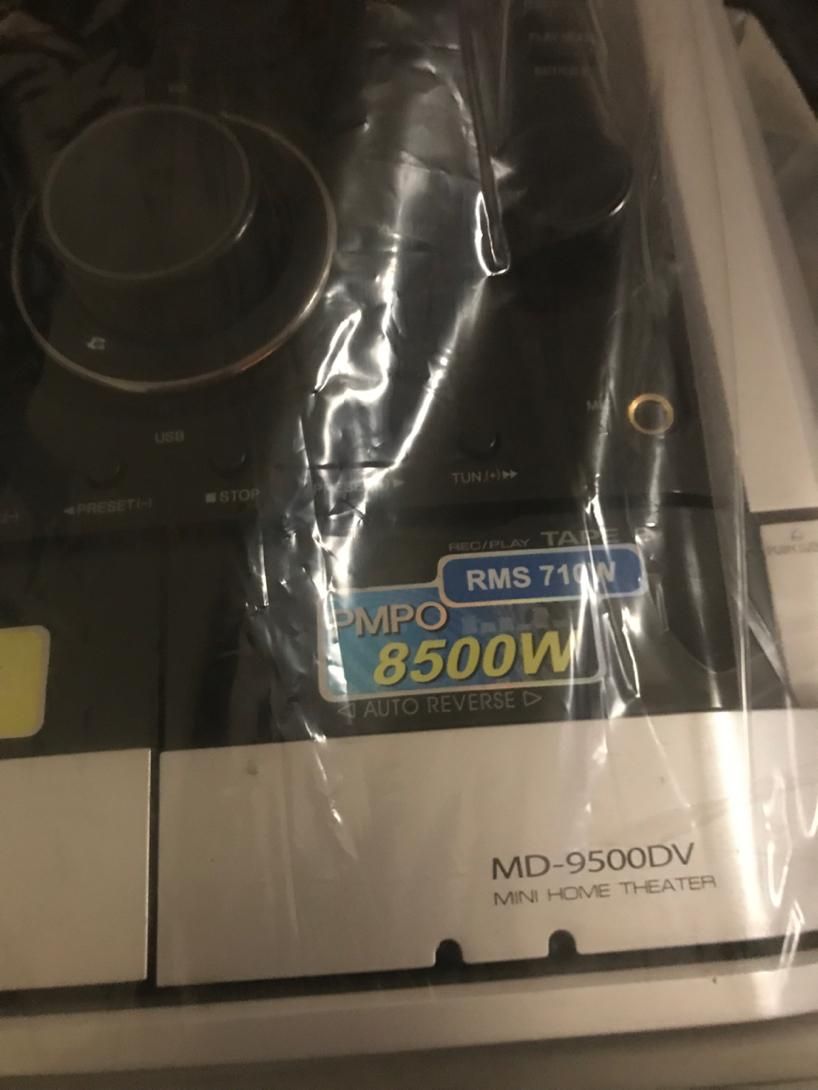 USB
◄PRESET(-)
■STOP
TUN.(+)►►
REC/PLAY TAPE
RMS 710W
PMPO
8500W
◁ AUTO REVERSE ▷
MD-9500DV
MINI HOME THEATER